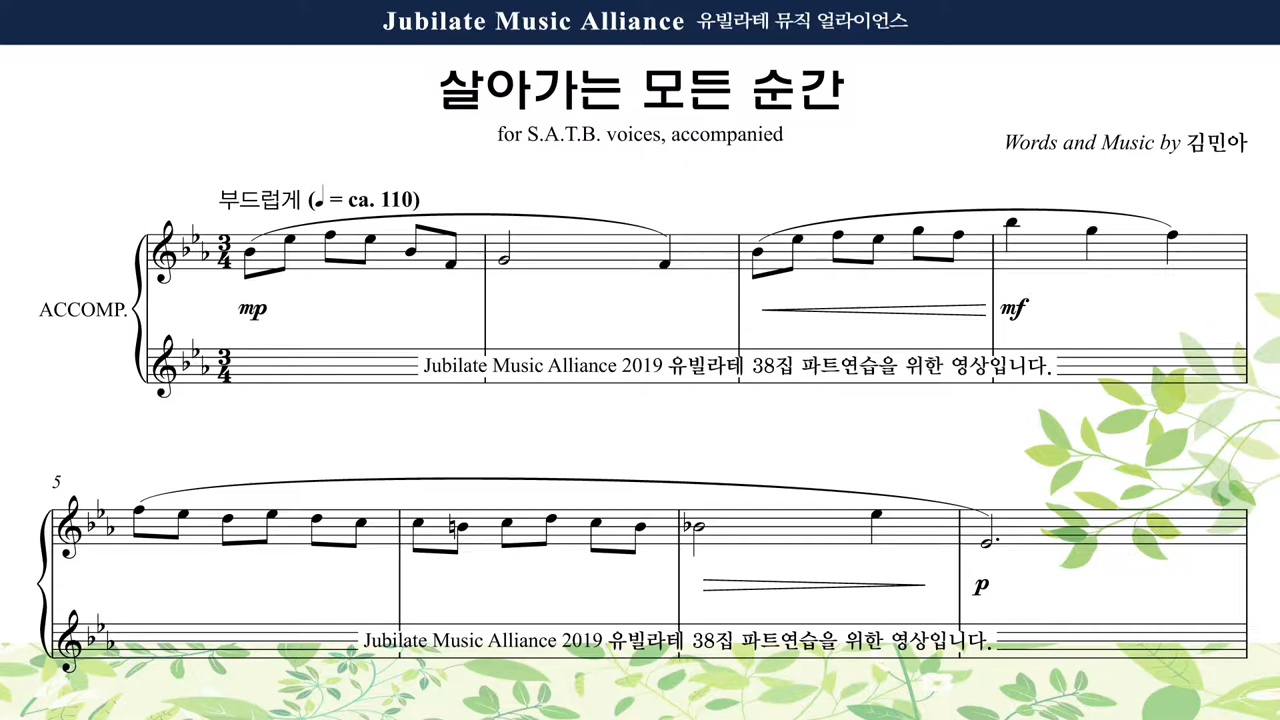 Jubilate Music Alliance 유빌라테 뮤직 얼라이언스
살아가는 모든 순간
for S.A.T.B. voices, accompanied
Words and Music by 김민아
부드럽게 (♩ = ca. 110)
3/4
ACCOMP.
mp
mf
3/4
Jubilate Music Alliance 2019 유빌라테 38집 파트연습을 위한 영상입니다.
5
p
Jubilate Music Alliance 2019 유빌라테 38집 파트연습을 위한 영상입니다.